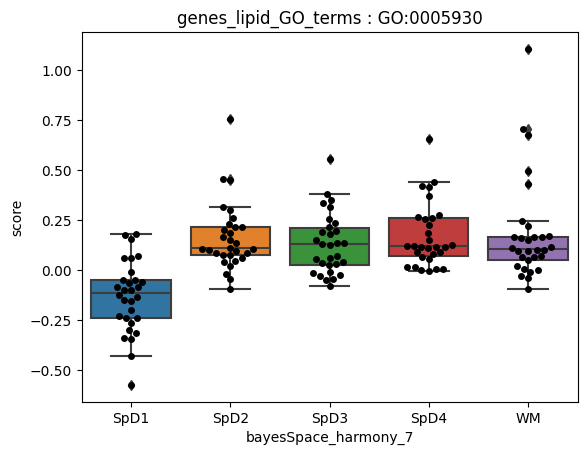 genes_lipid_GO_terms : GO:0005930
score
1.00
0.75
0.50
0.25
0.00
−0.25
−0.50
SpD1 SpD2 SpD3 SpD4 WM
bayesSpace_harmony_7